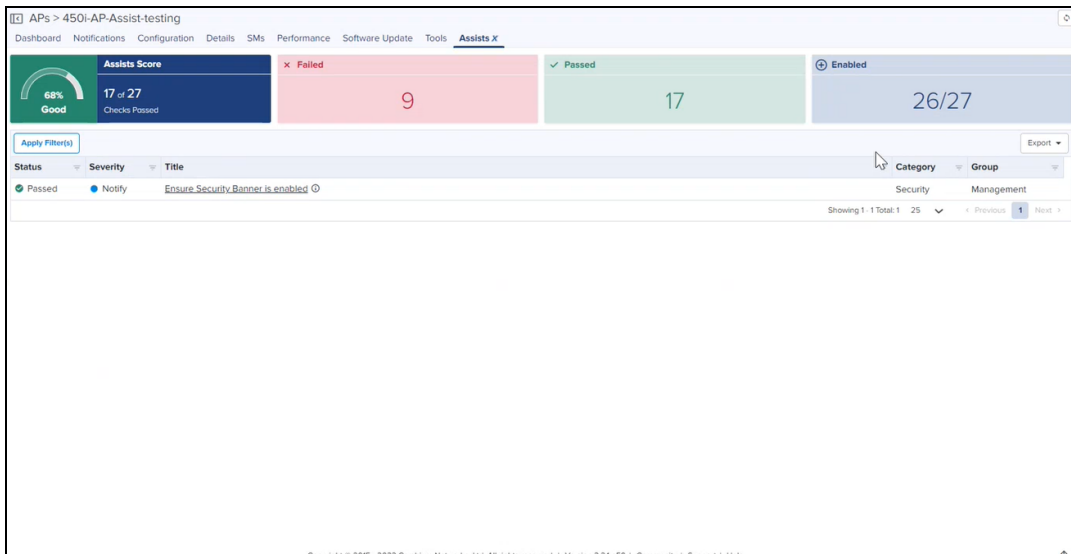 APs > 450i-AP-Assist-testing
Dashboard Notifications Configuration Details SMs Performance Software Update Tools Assists X
68%
Good
Assists Score
17 of 27
Checks Passed
× Failed
9
✓ Passed
17
Enabled
26/27
Apply Filter(s)
Export
Status Severity Title Category Group
Passed Notify Ensure Security Banner is enabled Security Management
Showing 1 - 1 Total: 1 25 < Previous 1 Next >